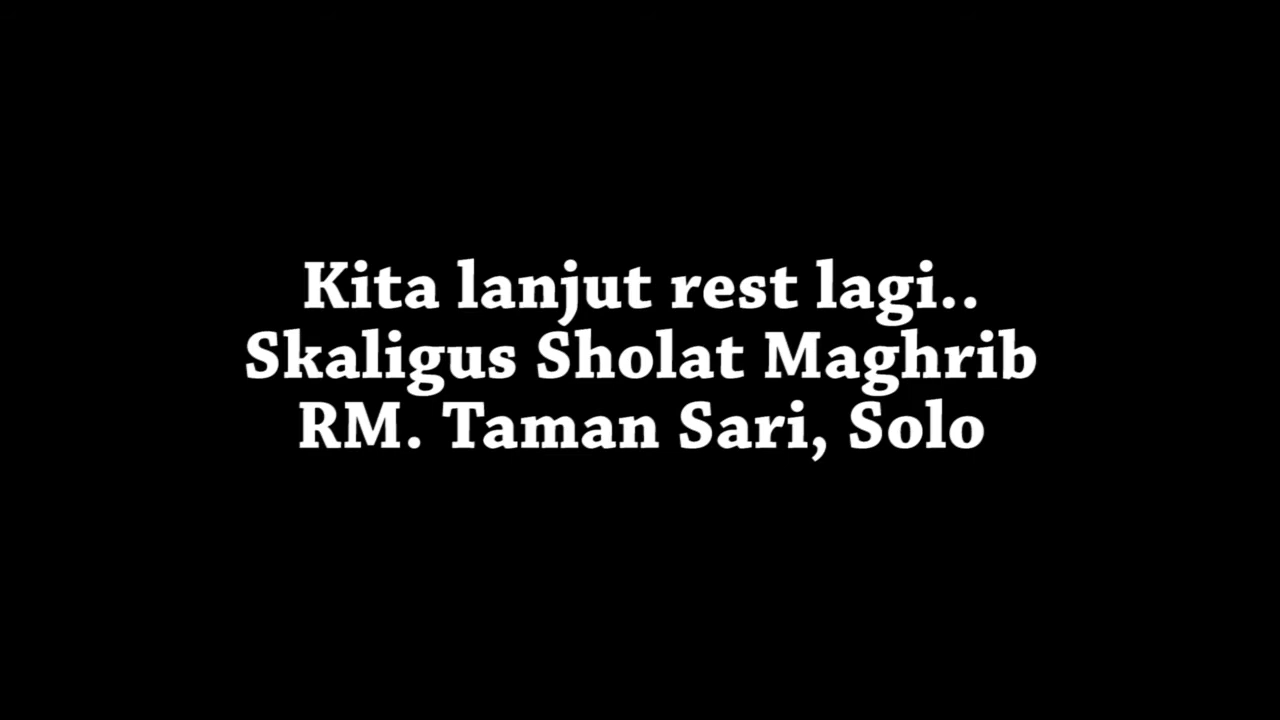 Kita lanjut rest lagi..
Skaligus Sholat Maghrib
RM. Taman Sari, Solo